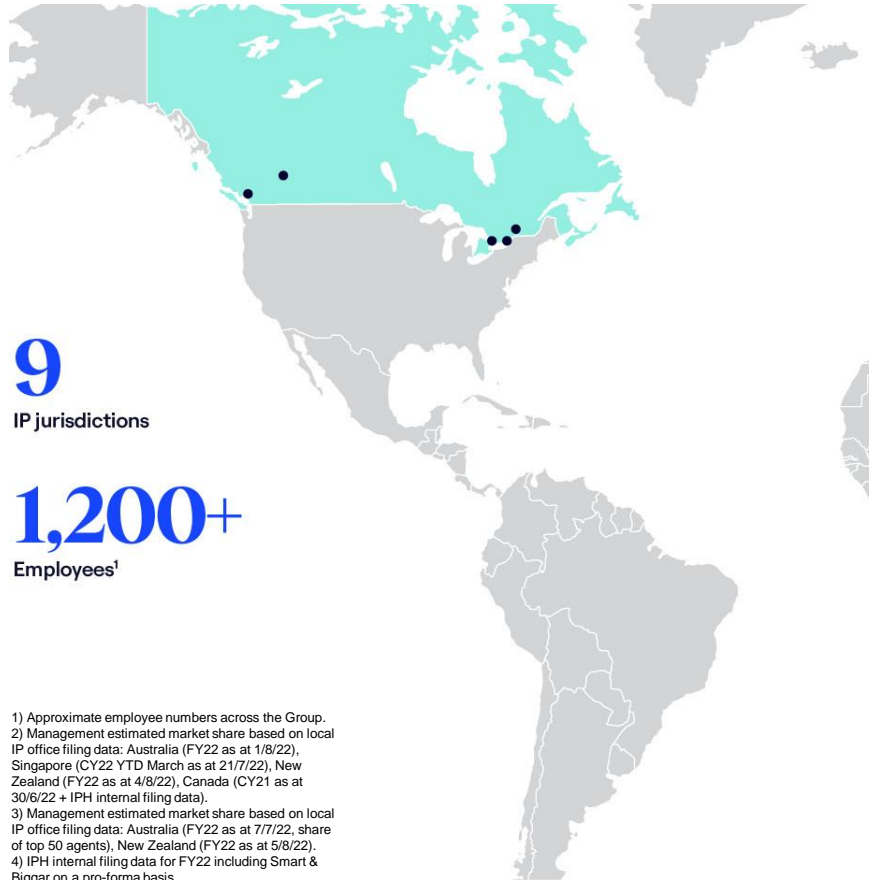 9
IP jurisdictions
1,200+
Employees¹
1) Approximate employee numbers across the Group.
2) Management estimated market share based on local
IP office filing data: Australia (FY22 as at 1/8/22),
Singapore (CY22 YTD March as at 21/7/22), New
Zealand (FY22 as at 4/8/22), Canada (CY21 as at
30/6/22 + IPH internal filing data).
3) Management estimated market share based on local
IP office filing data: Australia (FY22 as at 7/7/22, share
of top 50 agents), New Zealand (FY22 as at 5/8/22).
4) IPH internal filing data for FY22 including Smart &
Biggar on a pro-forma basis